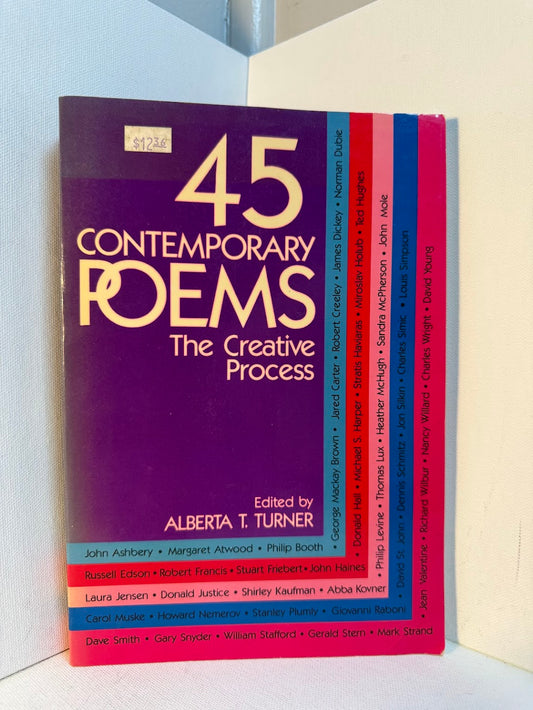 $12.36
45
CONTEMPORARY
POEMS
The Creative
Process
Edited by
ALBERTA T. TURNER
John Ashbery • Margaret Atwood • Philip Booth •
George Mackay Brown • Jared Carter • Robert Creeley • James Dickey • Norman Dubie
Russell Edson • Robert Francis • Stuart Friebert • John Haines
• Donald Hall • Michael S. Harper • Stratis Haviaras • Miroslav Holub • Ted Hughes
Laura Jensen • Donald Justice • Shirley Kaufman • Abba Kovner
• Philip Levine • Thomas Lux • Heather McHugh • Sandra McPherson • John Mole
Carol Muske • Howard Nemerov • Stanley Plumly • Giovanni Raboni
• David St. John • Dennis Schmitz • Jon Silkin • Charles Simic • Louis Simpson
Dave Smith • Gary Snyder • William Stafford • Gerald Stern • Mark Strand
• Jean Valentine • Richard Wilbur • Nancy Willard • Charles Wright • David Young